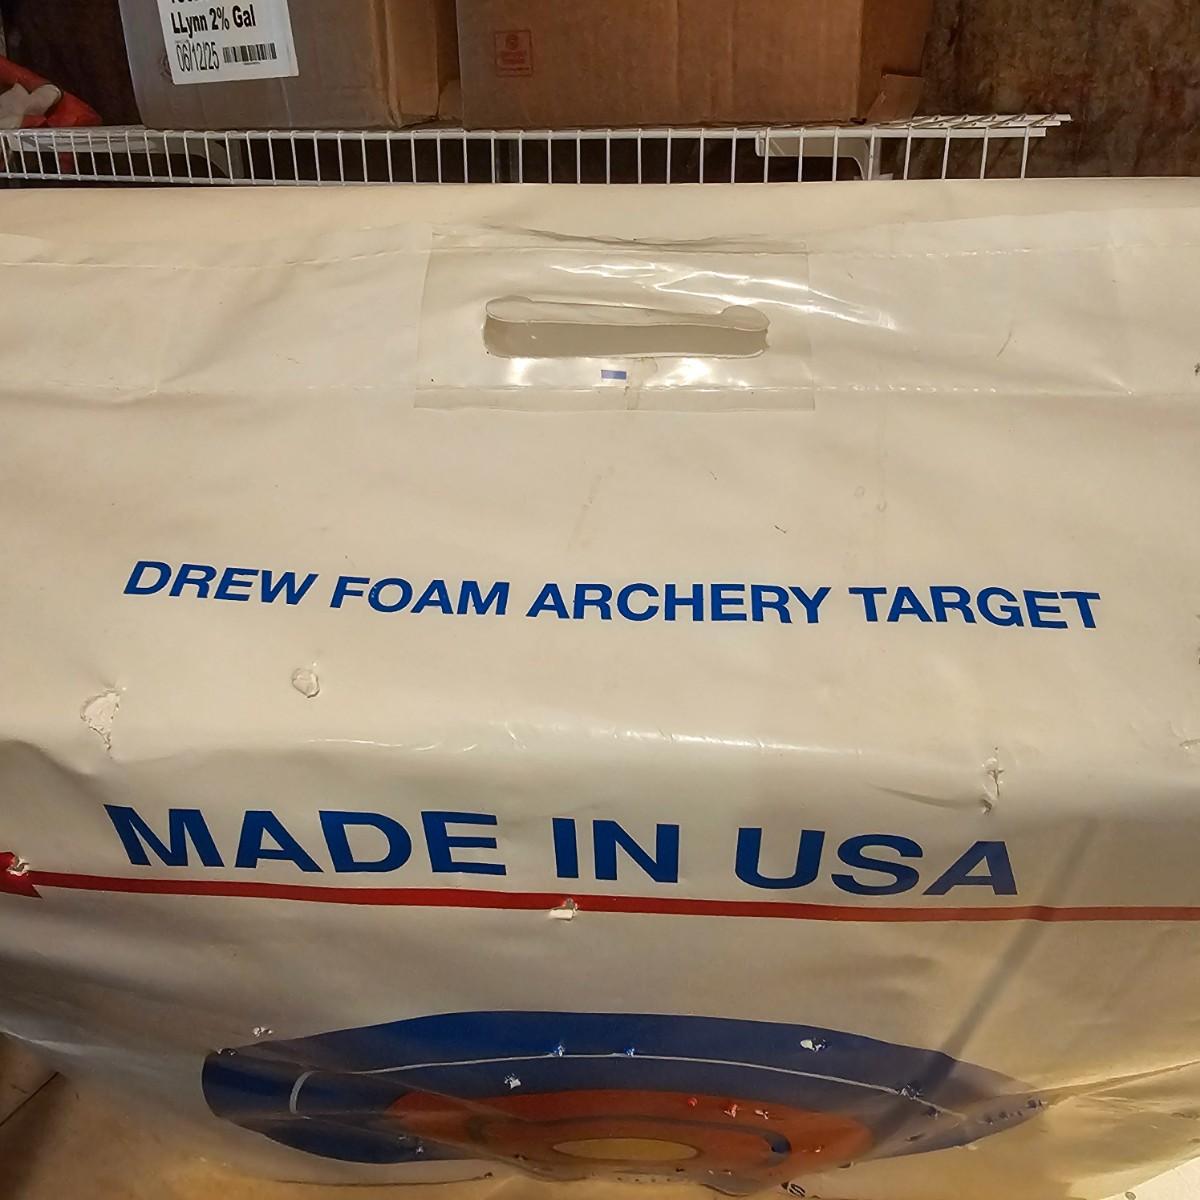 LLynn 2% Gal
06/12/25
DREW FOAM ARCHERY TARGET
MADE IN USA